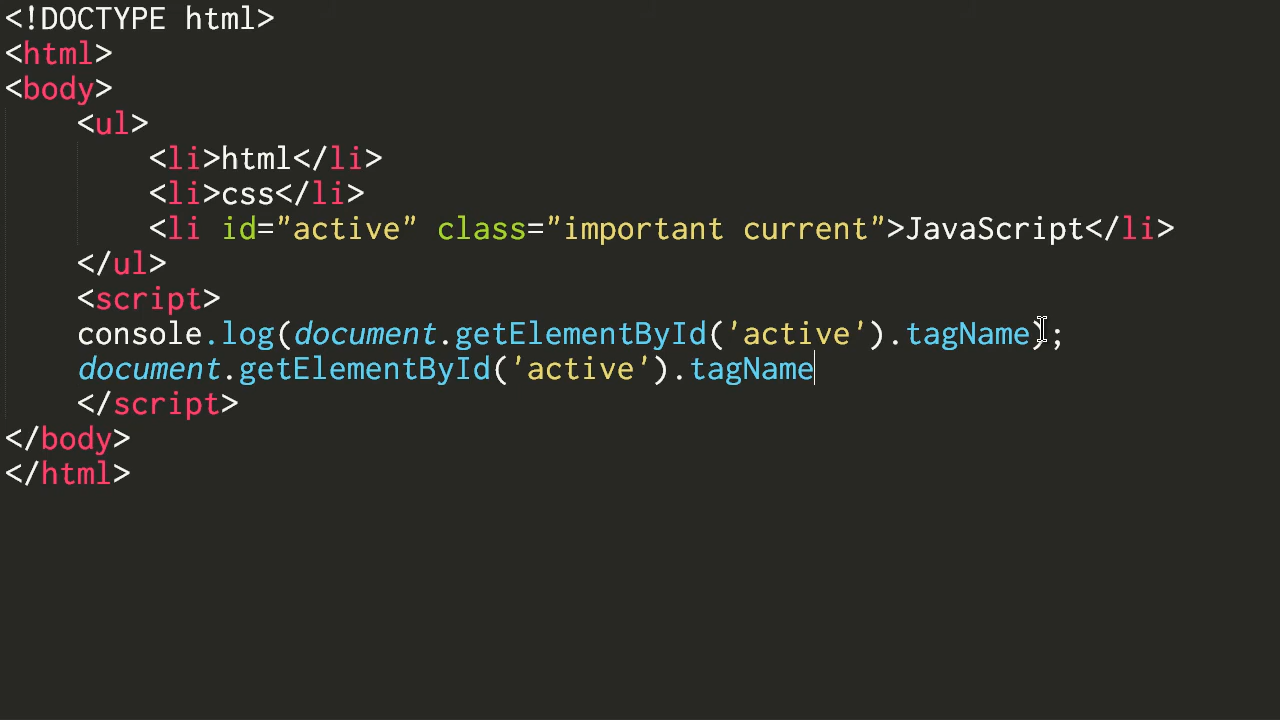 <!DOCTYPE html>
<html>
<body>
    <ul>
        <li>html</li>
        <li>css</li>
        <li id="active" class="important current">JavaScript</li>
    </ul>
    <script>
    console.log(document.getElementById('active').tagName);
    document.getElementById('active').tagName
    </script>
</body>
</html>